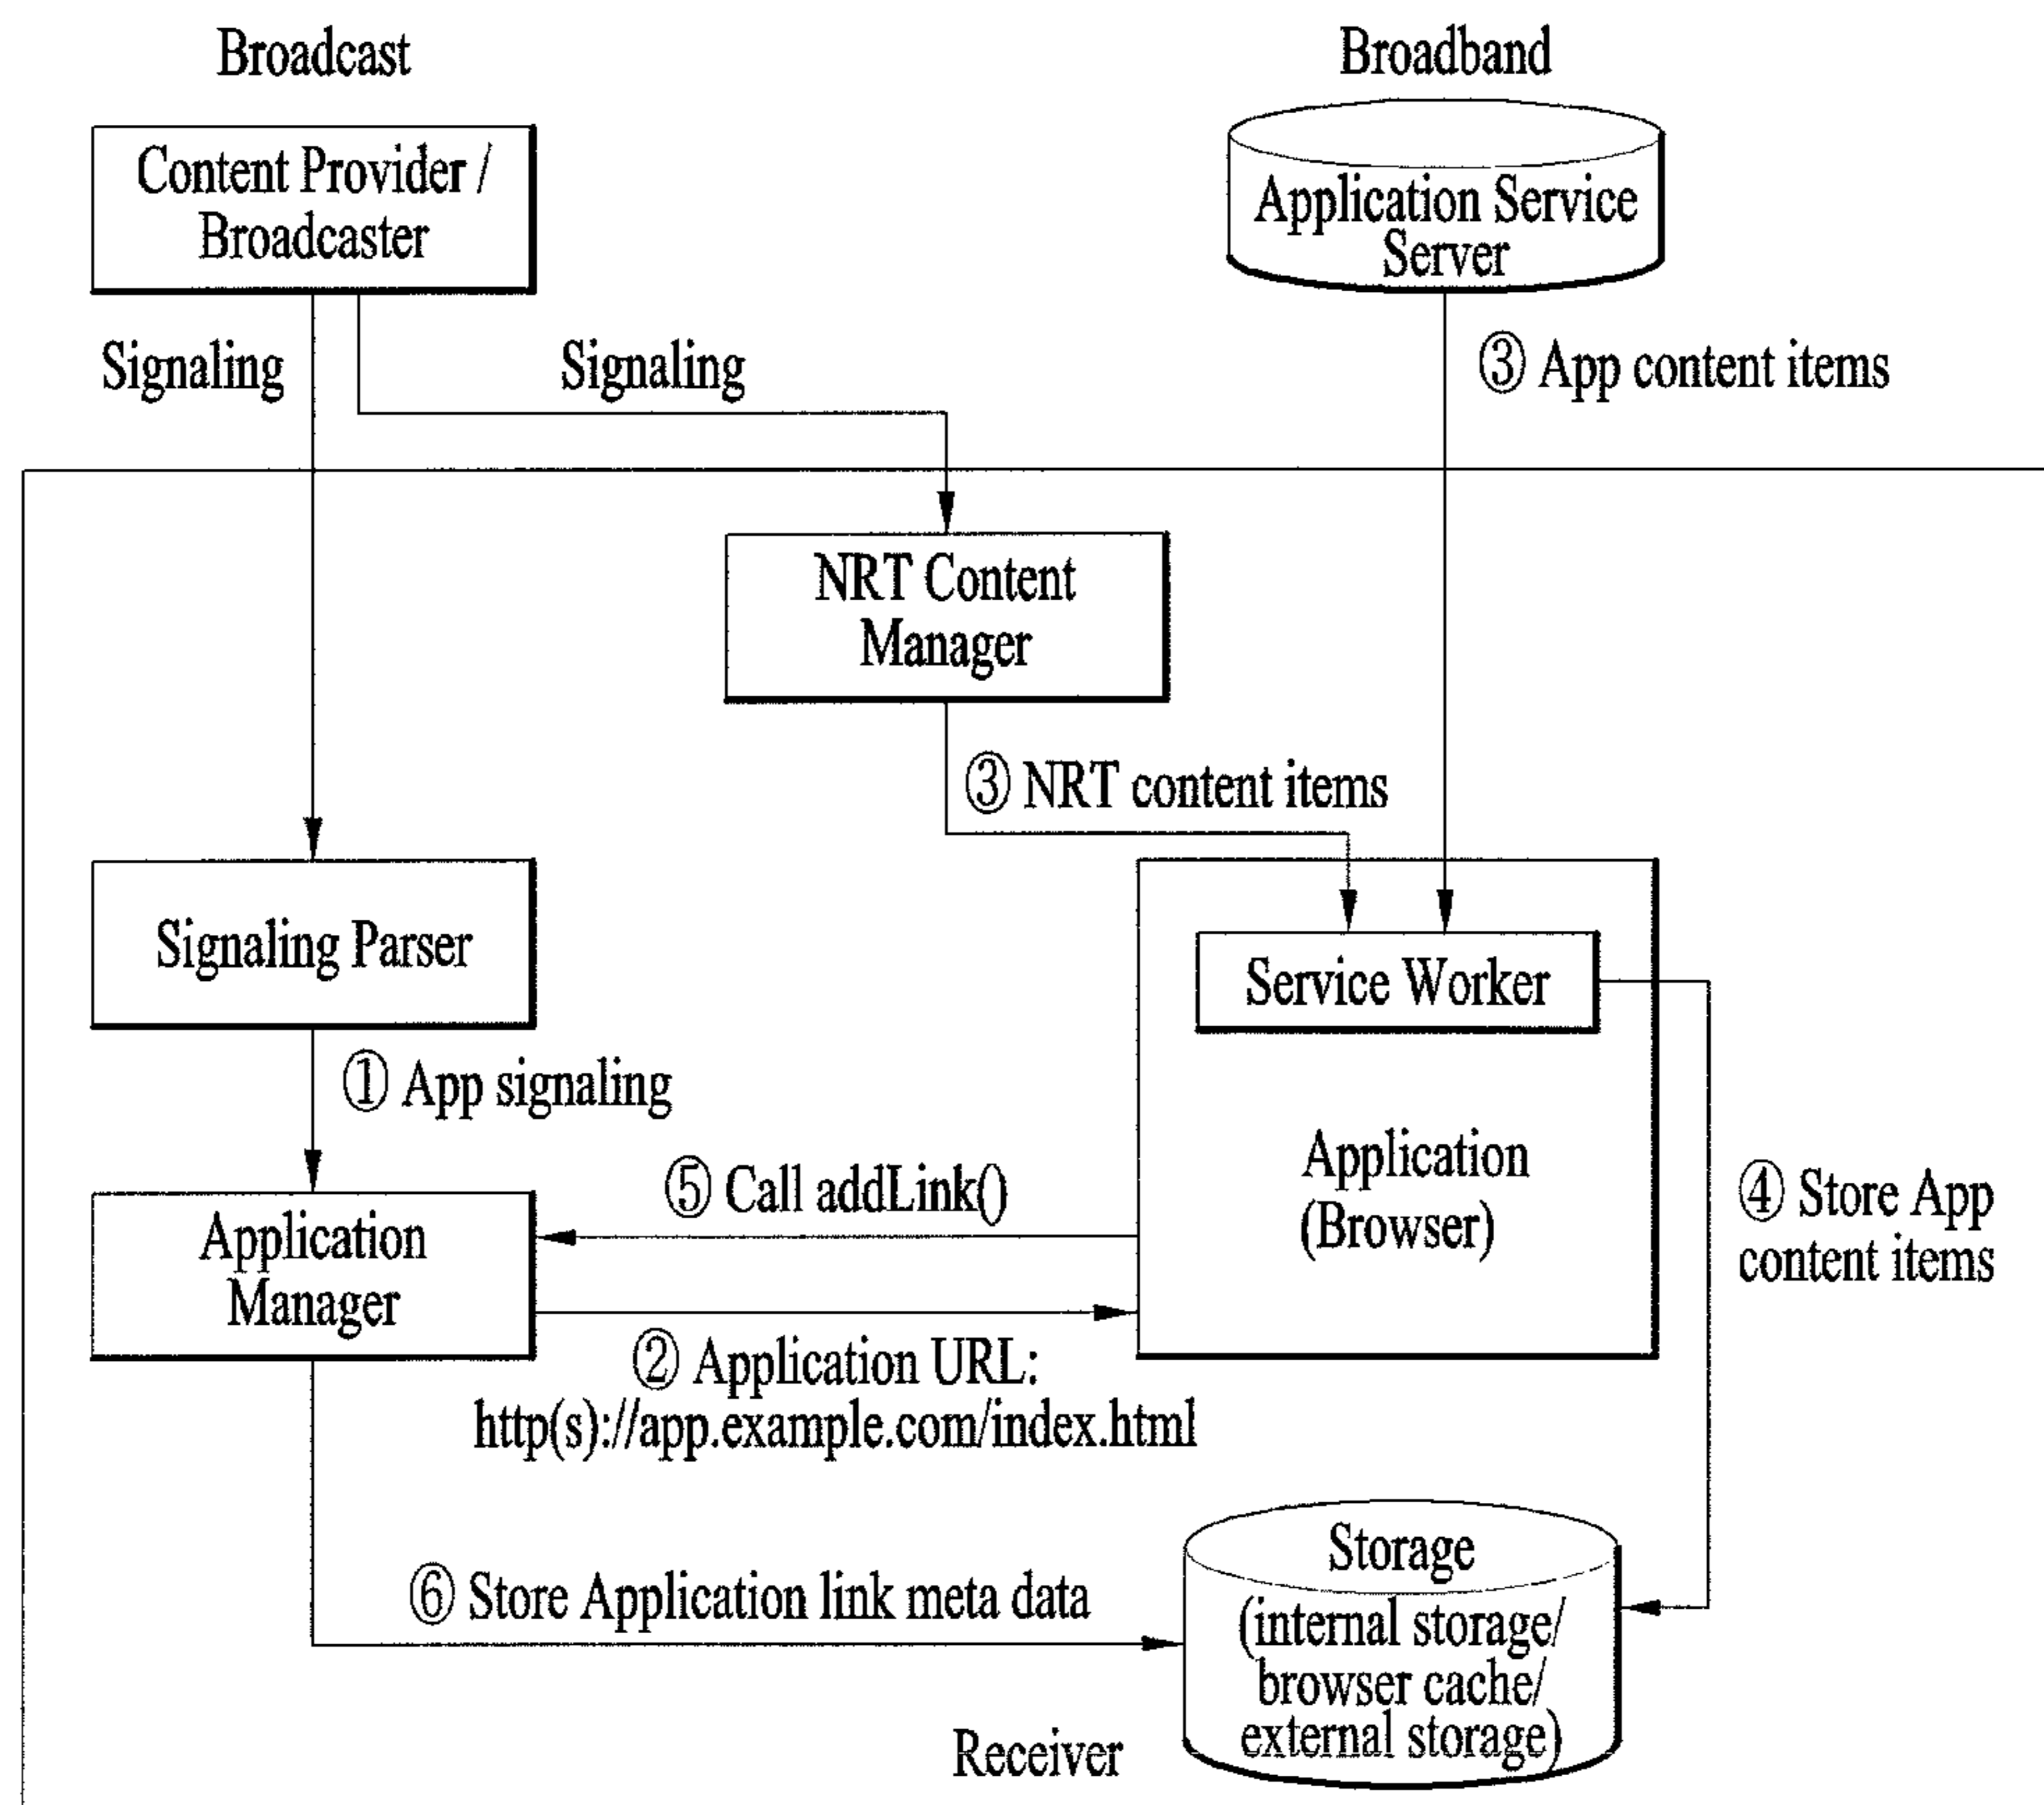 Broadcast
Broadband
Content Provider /
Broadcaster
Application Service
Server
Signaling
Signaling
③ App content items
NRT Content
Manager
③ NRT content items
Signaling Parser
Service Worker
① App signaling
Application
(Browser)
④ Store App
content items
⑤ Call addLink()
Application
Manager
② Application URL:
http(s)://app.example.com/index.html
Storage
(internal storage/
browser cache/
external storage)
⑥ Store Application link meta data
Receiver